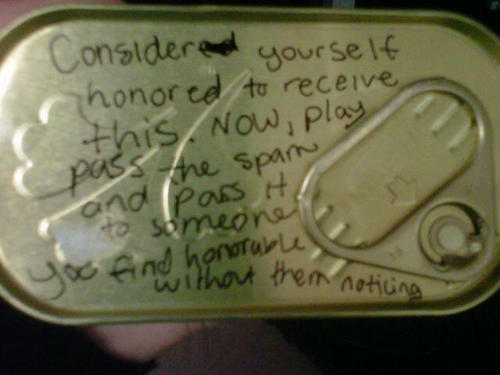 Considered yourself
honored to receive
this. Now, play
pass the spam
and pass it
to someone
you find honorable
without them noticing